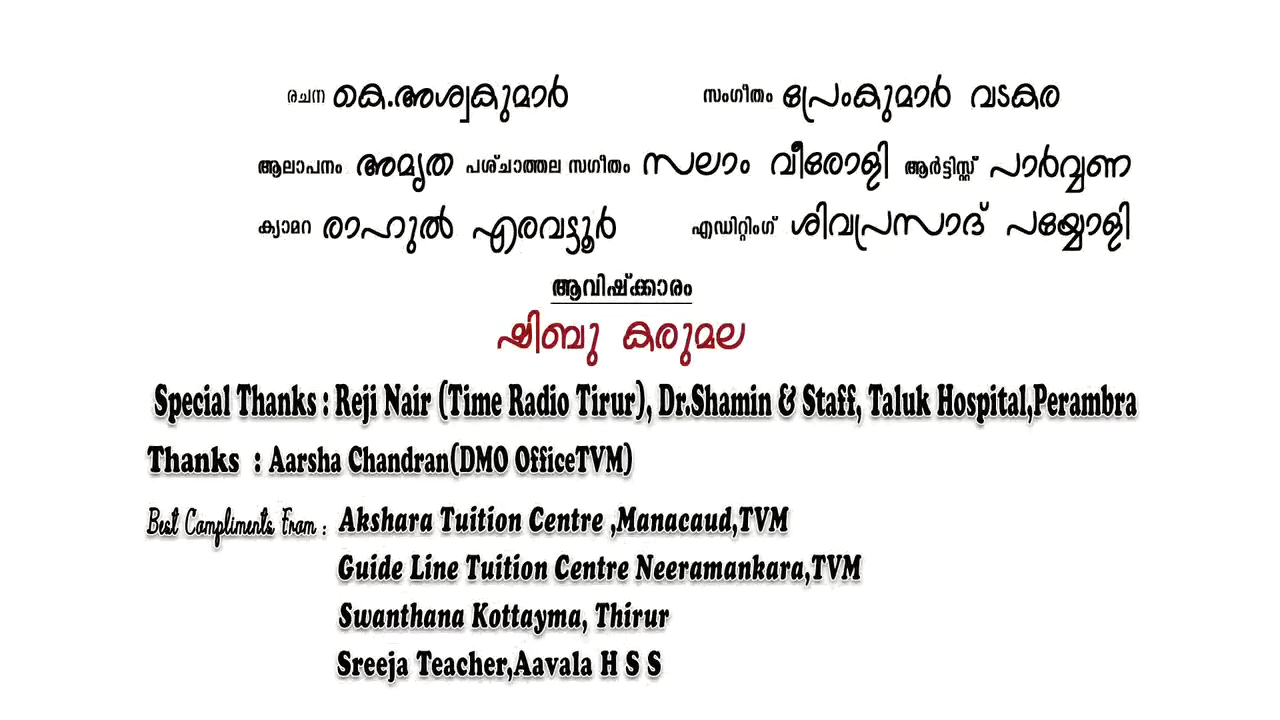 രചന കെ.അശ്വകുമാർ സംഗീതം പ്രേംകുമാർ വടകര
ആലാപനം അമൃത പശ്ചാത്തല സഗീതം സലാം വീരോളി ആർട്ടിസ്റ്റ് പാർവ്വണ
ക്യാമറ രാഹുൽ എരവട്ടൂർ എഡിറ്റിംഗ് ശിവപ്രസാദ് പയ്യോളി
ആവിഷ്ക്കാരം
ഷിബു കരുമല
Special Thanks : Reji Nair (Time Radio Tirur), Dr.Shamin & Staff, Taluk Hospital,Perambra
Thanks : Aarsha Chandran(DMO OfficeTVM)
Best Compliments From : Akshara Tuition Centre ,Manacaud,TVM
Guide Line Tuition Centre Neeramankara,TVM
Swanthana Kottayma, Thirur
Sreeja Teacher,Aavala H S S